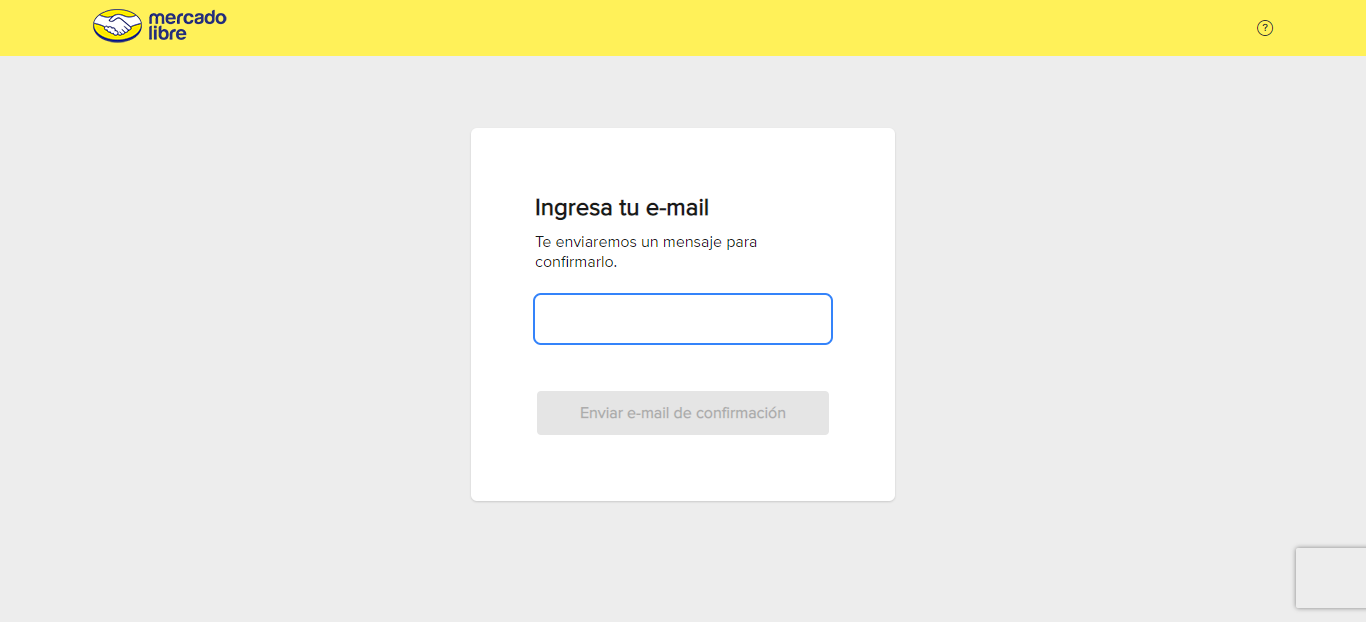 mercado
libre
?
Ingresa tu e-mail
Te enviaremos un mensaje para
confirmarlo.
Enviar e-mail de confirmación